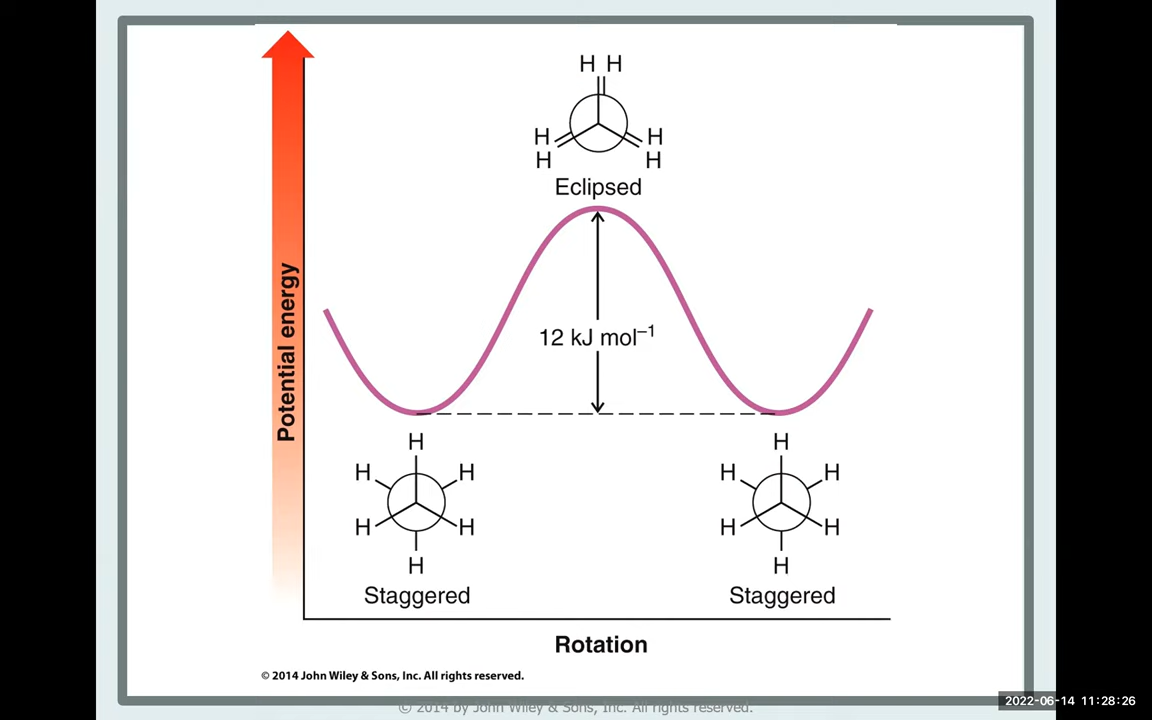 H H
H H
H H
Eclipsed
Potential energy
12 kJ mol⁻¹
H H
H H H H
H H H H
H H
Staggered Staggered
Rotation
© 2014 John Wiley & Sons, Inc. All rights reserved.
© 2014 by John Wiley & Sons, Inc. All rights reserved.
2022-06-14 11:28:26